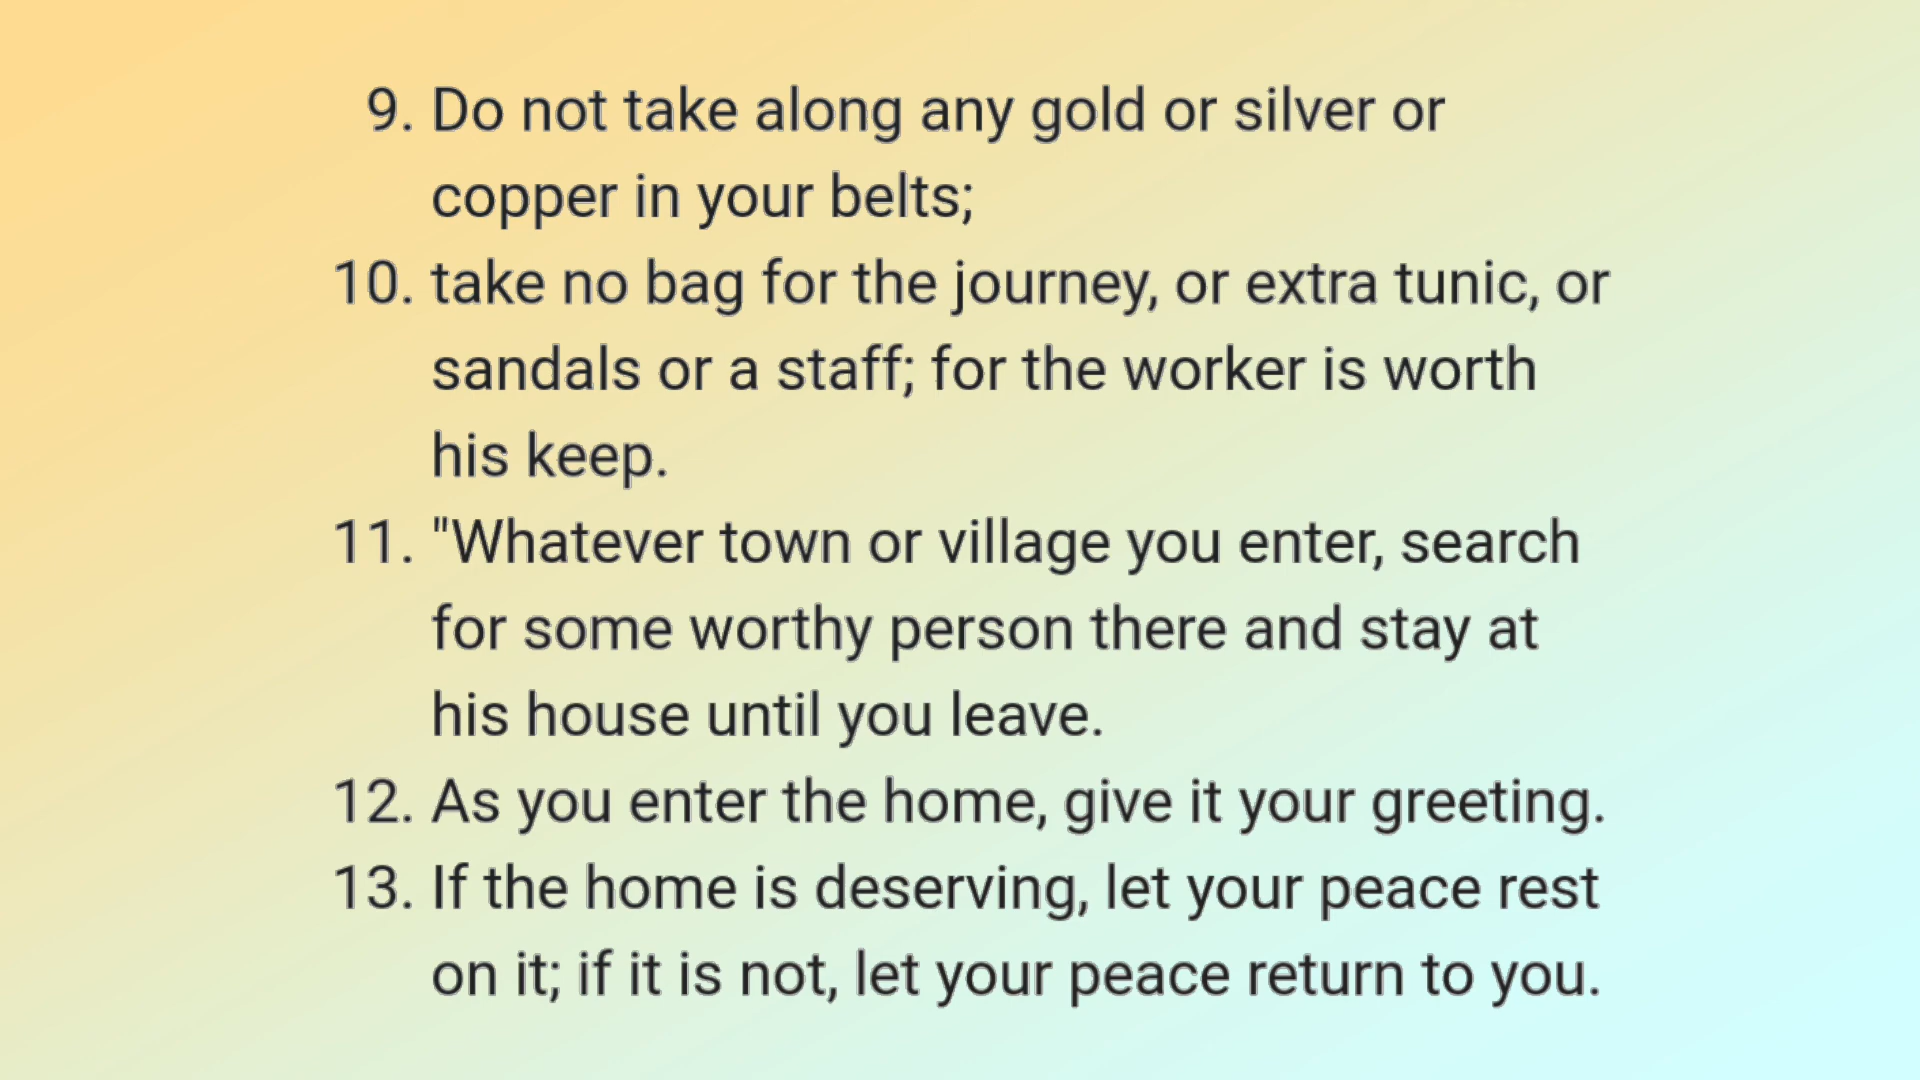 9. Do not take along any gold or silver or
copper in your belts;
10. take no bag for the journey, or extra tunic, or
sandals or a staff; for the worker is worth
his keep.
11. "Whatever town or village you enter, search
for some worthy person there and stay at
his house until you leave.
12. As you enter the home, give it your greeting.
13. If the home is deserving, let your peace rest
on it; if it is not, let your peace return to you.